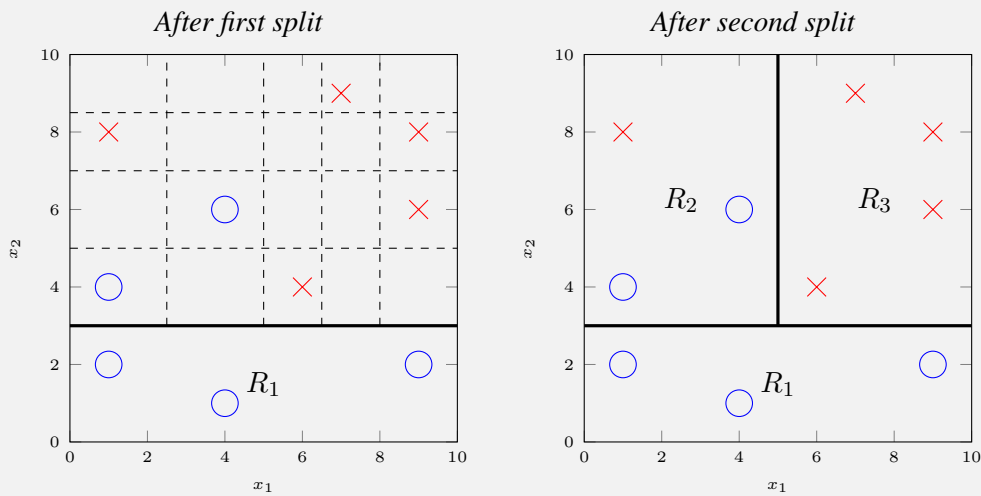 After first split
10
8
6
4
2
0
0 2 4 6 8 10
x₂
x₁
R₁
After second split
10
8
6
4
2
0
0 2 4 6 8 10
x₂
x₁
R₂
R₃
R₁